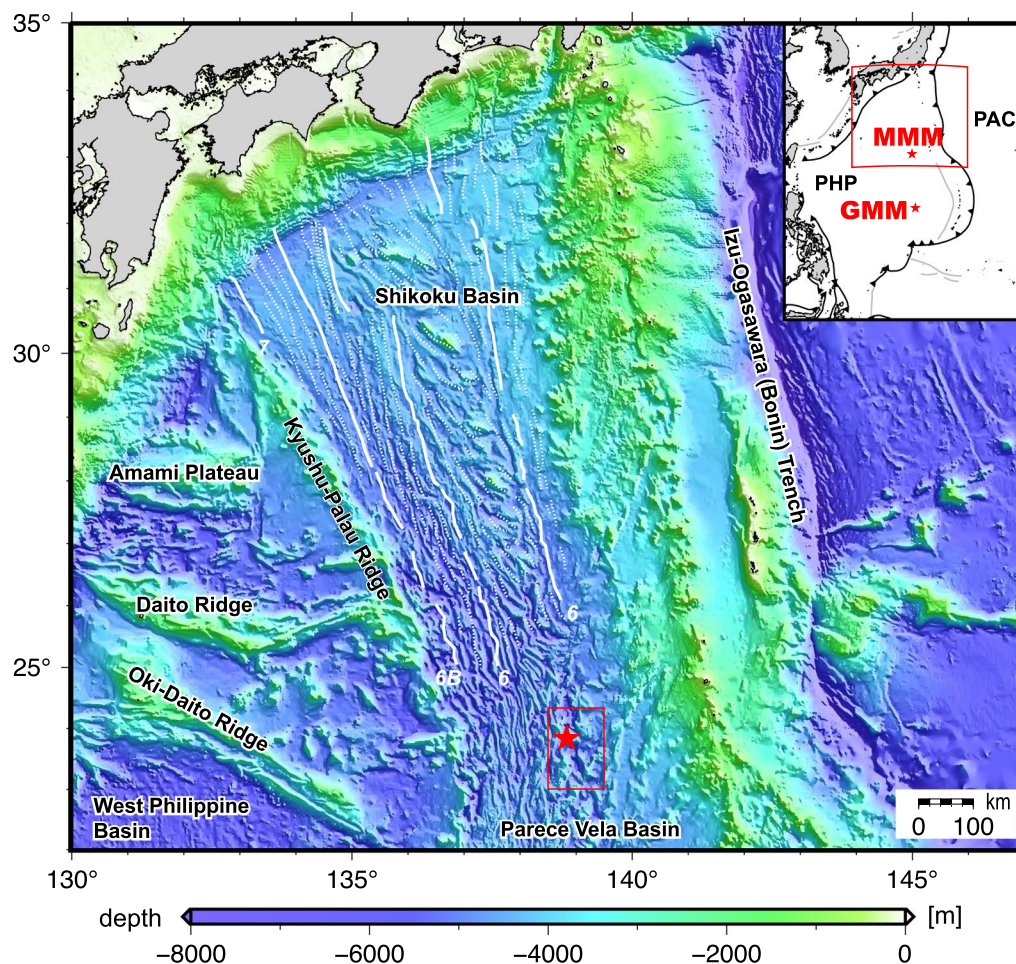 35°
30°
25°
130°
135°
140°
145°
PAC
MMM
PHP
GMM
Izu-Ogasawara (Bonin) Trench
Shikoku Basin
7
Kyushu-Palau Ridge
Amami Plateau
Daito Ridge
6
6B
6
Oki-Daito Ridge
West Philippine
Basin
Parece Vela Basin
km
0 100
depth
[m]
−8000 −6000 −4000 −2000 0